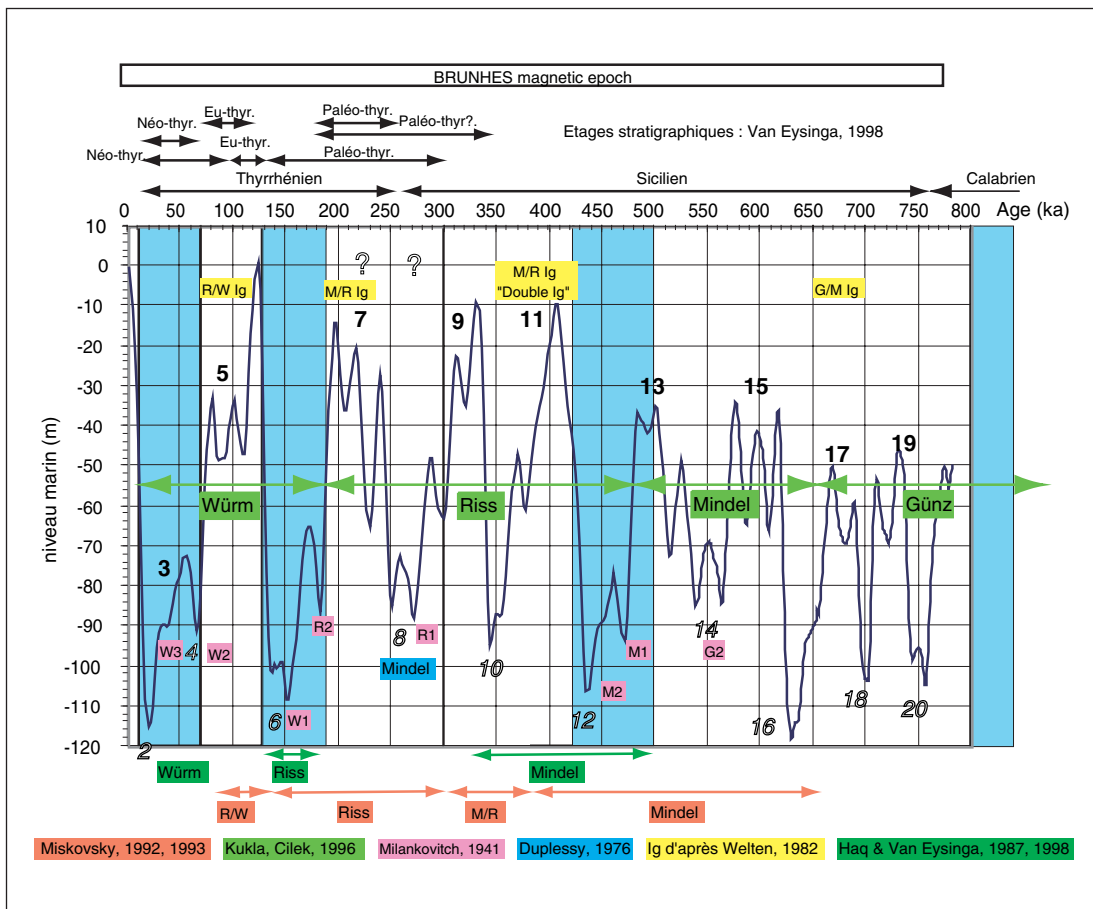 BRUNHES magnetic epoch
Eu-thyr. Paléo-thyr.
Néo-thyr. Paléo-thyr?.
Etages stratigraphiques : Van Eysinga, 1998
Néo-thyr. Eu-thyr. Paléo-thyr.
Thyrrhénien Sicilien Calabrien
0 50 100 150 200 250 300 350 400 450 500 550 600 650 700 750 800 Age (ka)
10
0
-10
-20
-30
-40
-50
-60
-70
-80
-90
-100
-110
-120
niveau marin (m)
? ?
R/W Ig M/R Ig M/R Ig G/M Ig
"Double Ig"
5 7 9 11 13 15 17 19
Würm Riss Mindel Günz
3
R2 R1
W3 4 W2 8 10 M1 14 G2
Mindel
2 6 W1 12 M2 16 18 20
Würm Riss Mindel
R/W Riss M/R Mindel
Miskovsky, 1992, 1993 Kukla, Cilek, 1996 Milankovitch, 1941 Duplessy, 1976 Ig d'après Welten, 1982 Haq & Van Eysinga, 1987, 1998